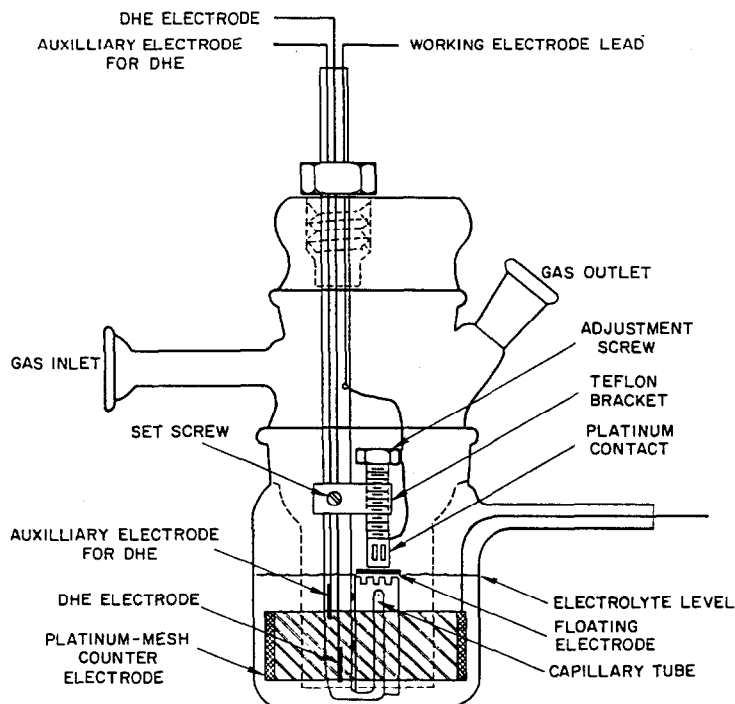 DHE ELECTRODE
AUXILLIARY ELECTRODE
FOR DHE
WORKING ELECTRODE LEAD
GAS OUTLET
GAS INLET
ADJUSTMENT
SCREW
TEFLON
BRACKET
SET SCREW
PLATINUM
CONTACT
AUXILLIARY ELECTRODE
FOR DHE
DHE ELECTRODE
PLATINUM-MESH
COUNTER
ELECTRODE
ELECTROLYTE LEVEL
FLOATING
ELECTRODE
CAPILLARY TUBE